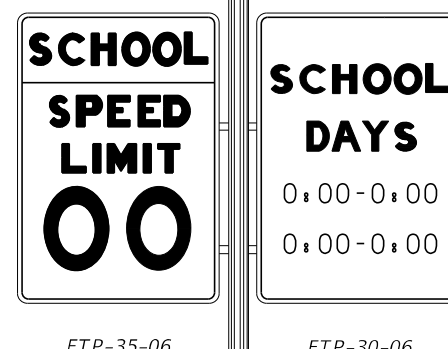 SCHOOL
SPEED
LIMIT
00
FTP-35-06
SCHOOL
DAYS
0:00-0:00
0:00-0:00
FTP-30-06